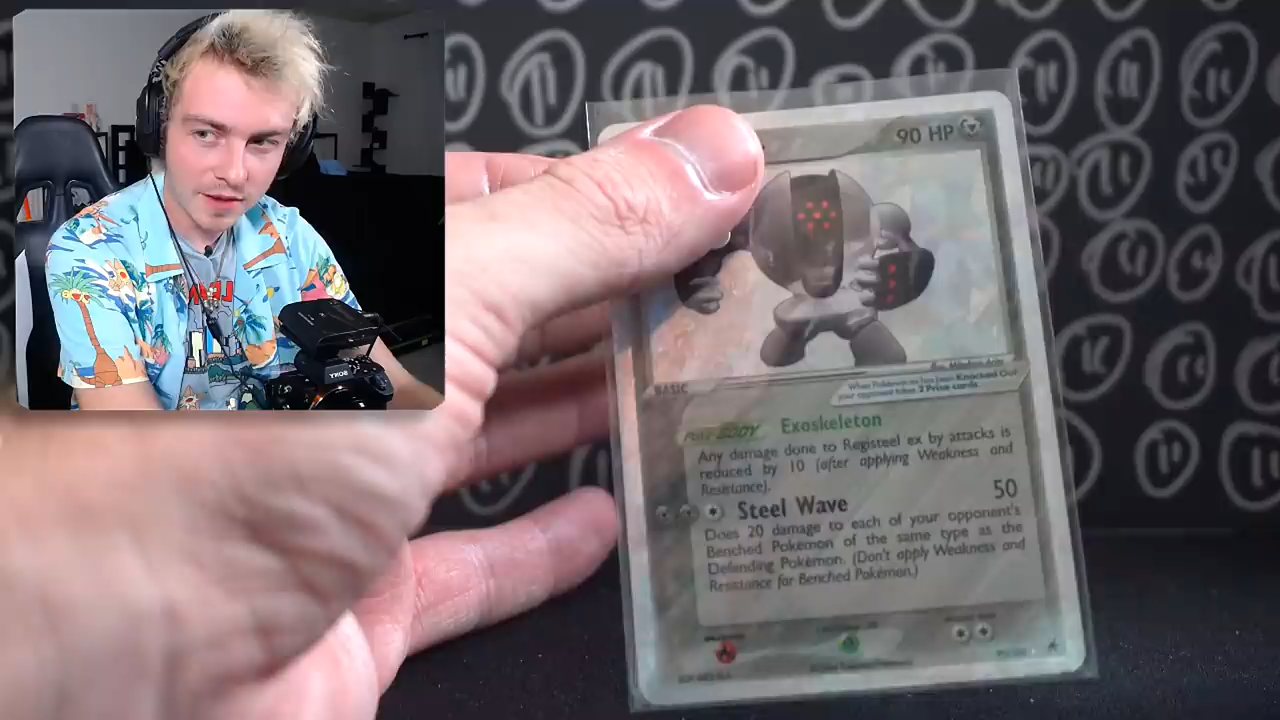 90 HP
BASIC
When Pokémon-ex has been Knocked Out,
your opponent takes 2 Prize cards.
Poké-BODY Exoskeleton
Any damage done to Registeel ex by attacks is
reduced by 10 (after applying Weakness and
Resistance).
Steel Wave 50
Does 20 damage to each of your opponent's
Benched Pokémon of the same type as the
Defending Pokémon. (Don't apply Weakness and
Resistance for Benched Pokémon.)
SONY